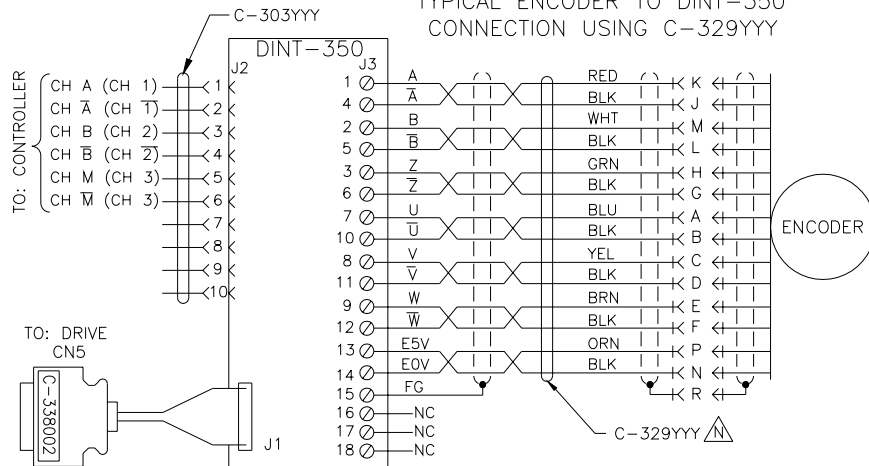 TYPICAL ENCODER TO DINT-350
CONNECTION USING C-329YYY
C-303YYY
DINT-350
J2
J3
TO: CONTROLLER
CH A (CH 1) 1
CH A̅ (CH 1̅) 2
CH B (CH 2) 3
CH B̅ (CH 2̅) 4
CH M (CH 3) 5
CH M̅ (CH 3) 6
7
8
9
10
1 A RED K
4 A̅ BLK J
2 B WHT M
5 B̅ BLK L
3 Z GRN H
6 Z̅ BLK G
7 U BLU A
10 U̅ BLK B
8 V YEL C
11 V̅ BLK D
9 W BRN E
12 W̅ BLK F
13 E5V ORN P
14 E0V BLK N
15 FG R
16 NC
17 NC
18 NC
ENCODER
C-329YYY N
TO: DRIVE
CN5
C-338002
J1